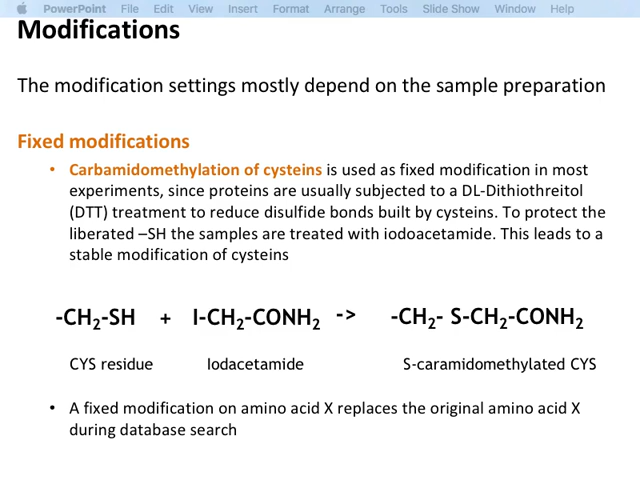 PowerPoint File Edit View Insert Format Arrange Tools Slide Show Window Help
Modifications
The modification settings mostly depend on the sample preparation
Fixed modifications
• Carbamidomethylation of cysteins is used as fixed modification in most
experiments, since proteins are usually subjected to a DL-Dithiothreitol
(DTT) treatment to reduce disulfide bonds built by cysteins. To protect the
liberated –SH the samples are treated with iodoacetamide. This leads to a
stable modification of cysteins
-CH₂-SH + I-CH₂-CONH₂ -> -CH₂- S-CH₂-CONH₂
CYS residue Iodacetamide S-caramidomethylated CYS
• A fixed modification on amino acid X replaces the original amino acid X
during database search